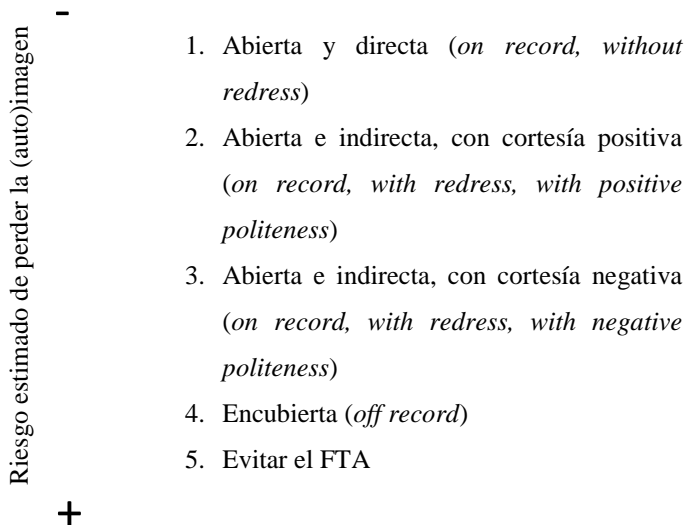 -
Riesgo estimado de perder la (auto)imagen
1. Abierta y directa (on record, without
redress)
2. Abierta e indirecta, con cortesía positiva
(on record, with redress, with positive
politeness)
3. Abierta e indirecta, con cortesía negativa
(on record, with redress, with negative
politeness)
4. Encubierta (off record)
5. Evitar el FTA
+